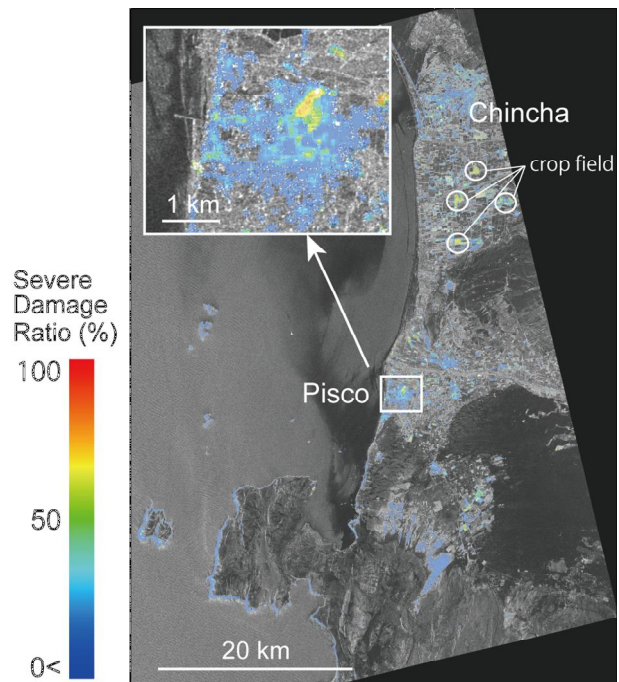 Chincha
crop field
1 km
Severe
Damage
Ratio (%)
100
50
0<
Pisco
20 km